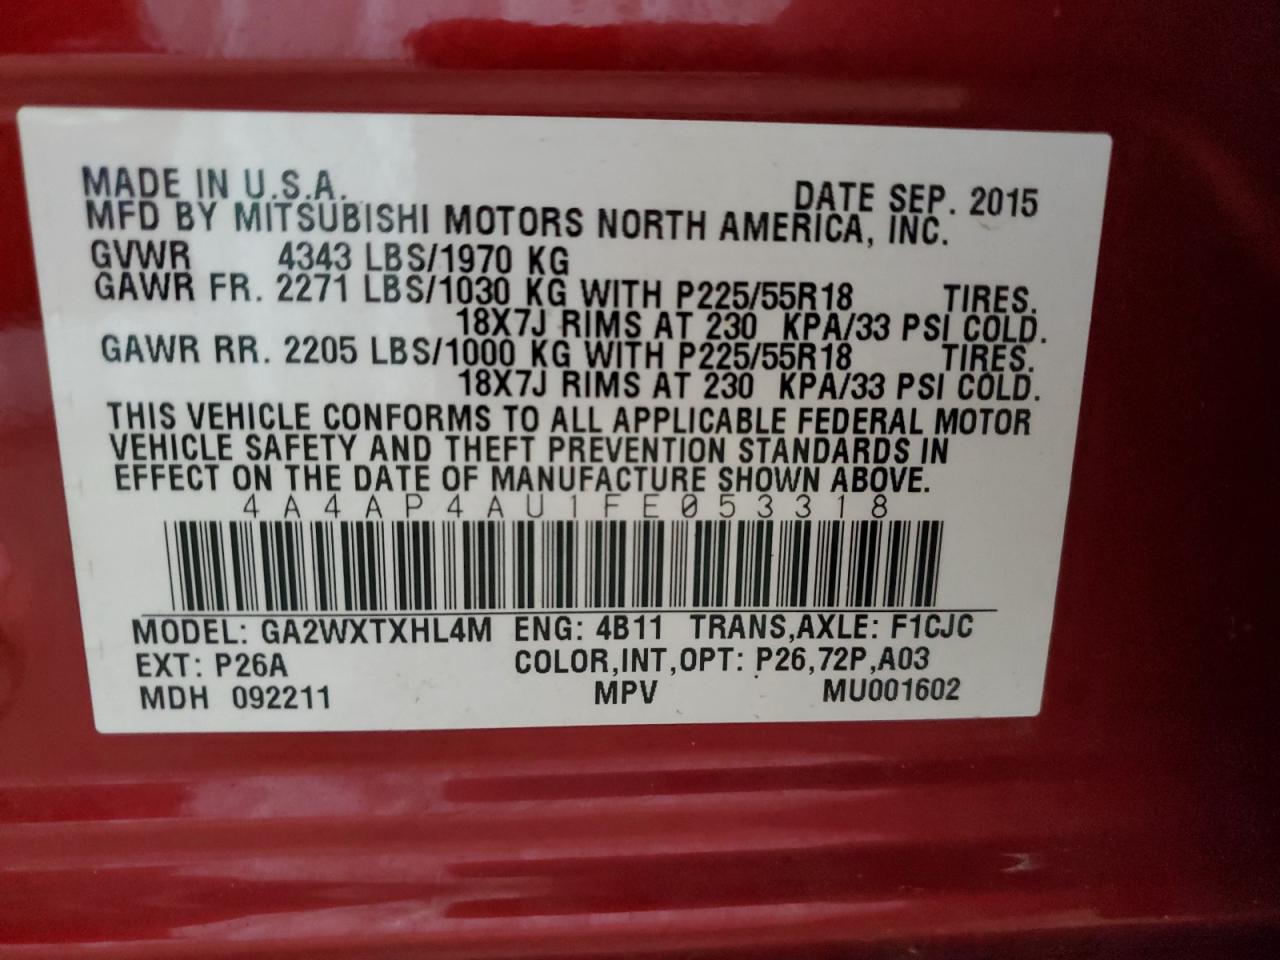 MADE IN U.S.A. DATE SEP. 2015
MFD BY MITSUBISHI MOTORS NORTH AMERICA, INC.
GVWR 4343 LBS/1970 KG
GAWR FR. 2271 LBS/1030 KG WITH P225/55R18 TIRES.
18X7J RIMS AT 230 KPA/33 PSI COLD.
GAWR RR. 2205 LBS/1000 KG WITH P225/55R18 TIRES.
18X7J RIMS AT 230 KPA/33 PSI COLD.
THIS VEHICLE CONFORMS TO ALL APPLICABLE FEDERAL MOTOR
VEHICLE SAFETY AND THEFT PREVENTION STANDARDS IN
EFFECT ON THE DATE OF MANUFACTURE SHOWN ABOVE.
4A4AP4AU1FE053318
MODEL: GA2WXTXHL4M ENG: 4B11 TRANS,AXLE: F1CJC
EXT: P26A COLOR,INT,OPT: P26,72P,A03
MDH 092211 MPV MU001602